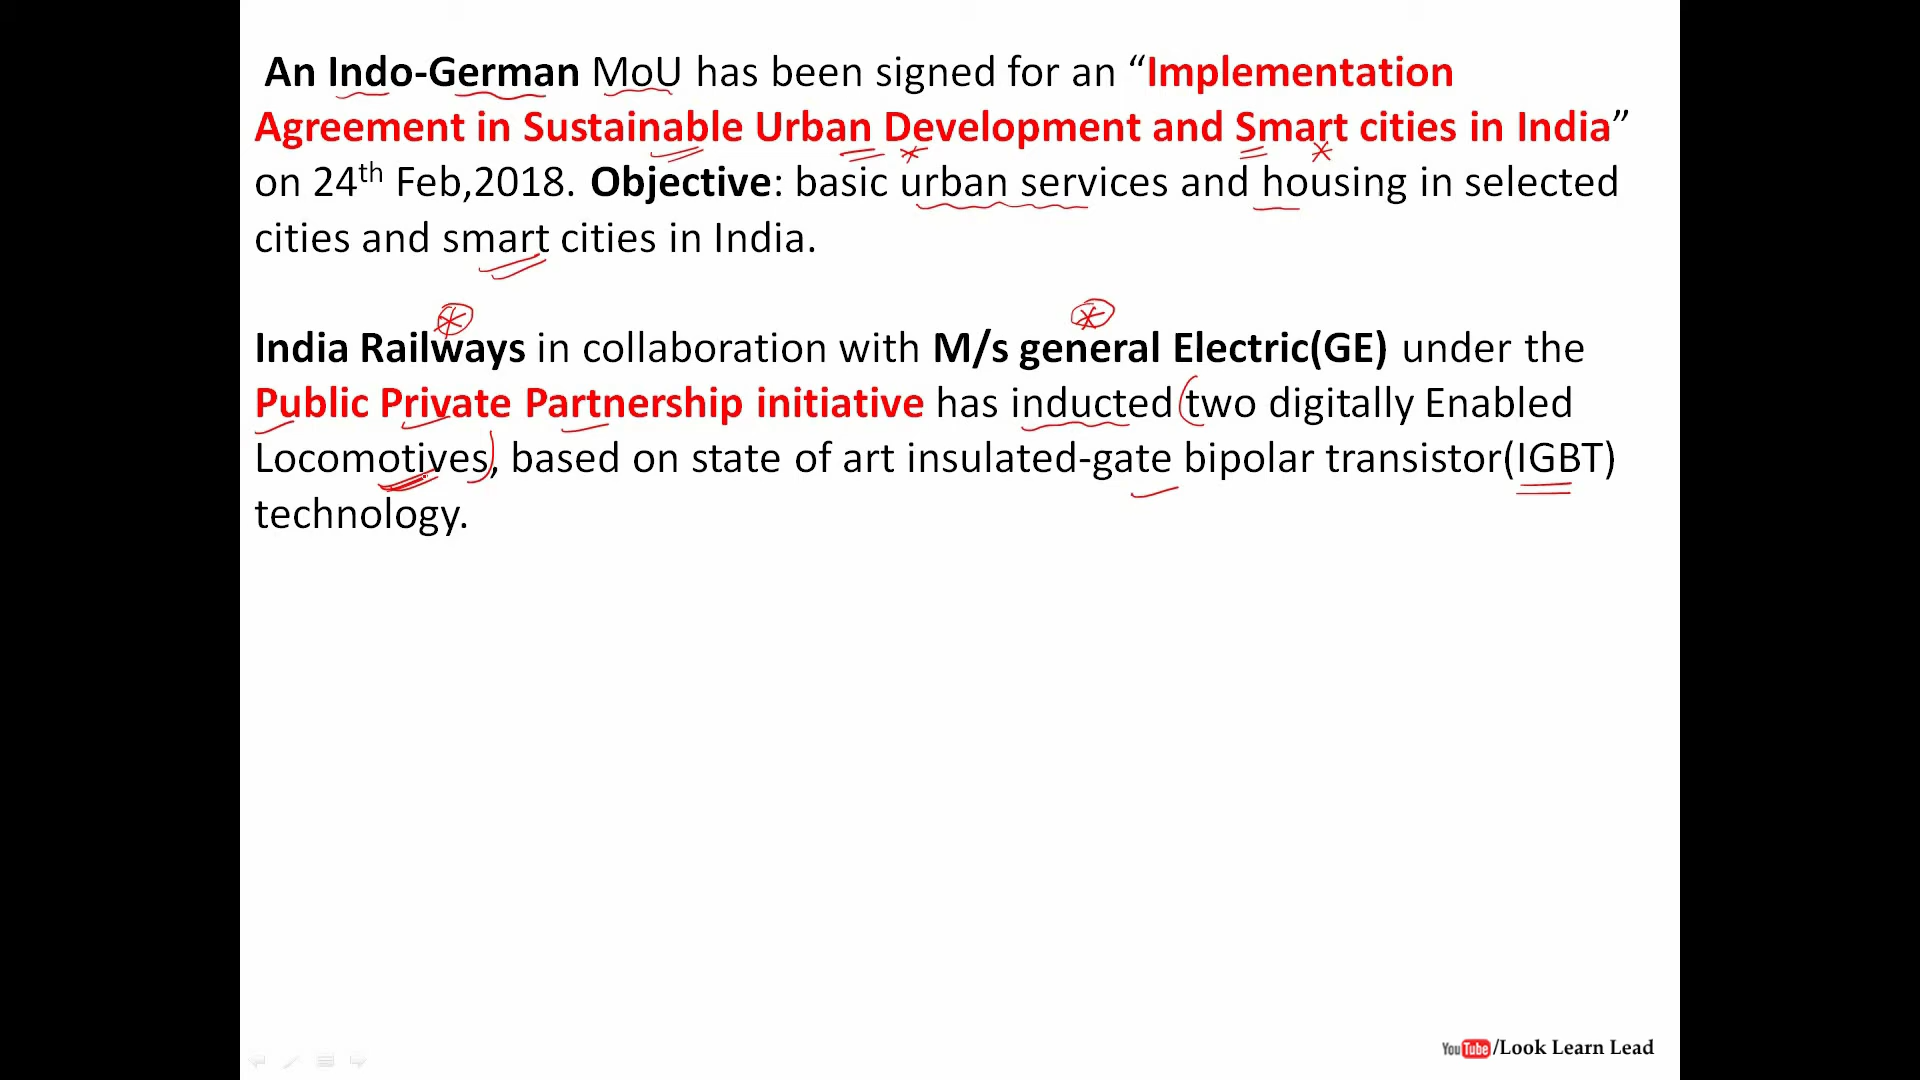 An Indo-German MoU has been signed for an “Implementation
Agreement in Sustainable Urban Development and Smart cities in India”
on 24th Feb,2018. Objective: basic urban services and housing in selected
cities and smart cities in India.
India Railways in collaboration with M/s general Electric(GE) under the
Public Private Partnership initiative has inducted two digitally Enabled
Locomotives, based on state of art insulated-gate bipolar transistor(IGBT)
technology.
YouTube/Look Learn Lead